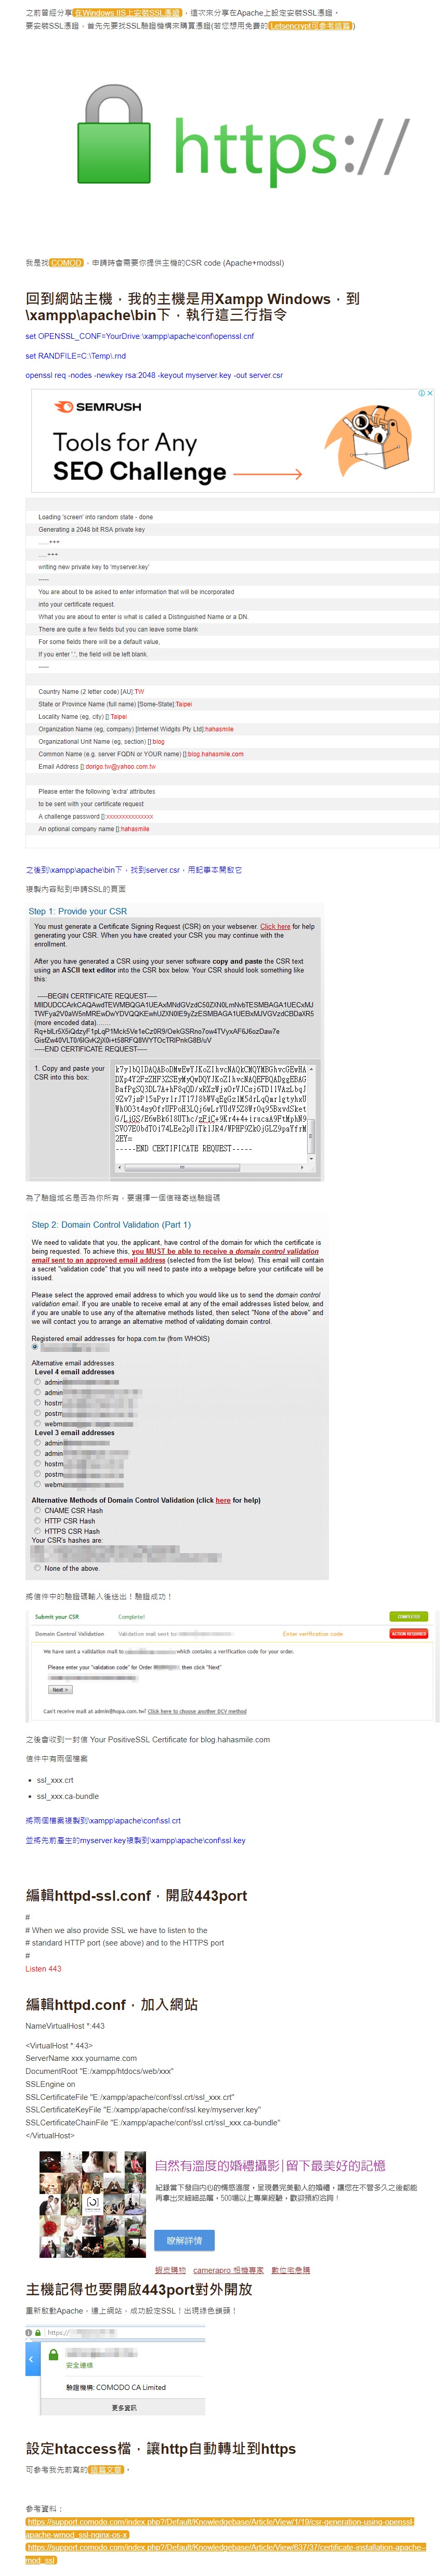 之前曾經分享在Windows IIS上安裝SSL憑證，這次來分享在Apache上設定安裝SSL憑證。
要安裝SSL憑證，首先先要找SSL驗證機構來購買憑證(若您想用免費的Letsencrypt可參考這篇)
https://
我是找COMOD，申請時會需要你提供主機的CSR code (Apache+modssl)
回到網站主機，我的主機是用Xampp Windows，到
\xampp\apache\bin下，執行這三行指令
set OPENSSL_CONF=YourDrive:\xampp\apache\conf\openssl.cnf
set RANDFILE=C:\Temp\.rnd
openssl req -nodes -newkey rsa:2048 -keyout myserver.key -out server.csr
SEMRUSH
Tools for Any
SEO Challenge
Loading 'screen' into random state - done
Generating a 2048 bit RSA private key
......+++
.....+++
writing new private key to 'myserver.key'
-----
You are about to be asked to enter information that will be incorporated
into your certificate request.
What you are about to enter is what is called a Distinguished Name or a DN.
There are quite a few fields but you can leave some blank
For some fields there will be a default value,
If you enter '.', the field will be left blank.
-----
Country Name (2 letter code) [AU]:TW
State or Province Name (full name) [Some-State]:Taipei
Locality Name (eg, city) []:Taipei
Organization Name (eg, company) [Internet Widgits Pty Ltd]:hahasmile
Organizational Unit Name (eg, section) []:blog
Common Name (e.g. server FQDN or YOUR name) []:blog.hahasmile.com
Email Address []:dorigo.tw@yahoo.com.tw
Please enter the following 'extra' attributes
to be sent with your certificate request
A challenge password []:xxxxxxxxxxxxxxx
An optional company name []:hahasmile
之後到\xampp\apache\bin下，找到server.csr，用記事本開啟它
複製內容貼到申請SSL的頁面
Step 1: Provide your CSR
You must generate a Certificate Signing Request (CSR) on your webserver. Click here for help
generating your CSR. When you have created your CSR you may continue with the
enrollment.
After you have generated a CSR using your server software copy and paste the CSR text
using an ASCII text editor into the CSR box below. Your CSR should look something like
this:
-----BEGIN CERTIFICATE REQUEST-----
(more encoded data).......
-----END CERTIFICATE REQUEST-----
1. Copy and paste your
CSR into this box:
-----END CERTIFICATE REQUEST-----
為了驗證域名是否為你所有，要選擇一個信箱寄送驗證碼
Step 2: Domain Control Validation (Part 1)
We need to validate that you, the applicant, have control of the domain for which the certificate is
being requested. To achieve this, you MUST be able to receive a domain control validation
email sent to an approved email address (selected from the list below). This email will contain
a secret "validation code" that you will need to paste into a webpage before your certificate will be
issued.
Please select the approved email address to which you would like us to send the domain control
validation email. If you are unable to receive email at any of the email addresses listed below, and
if you are unable to use any of the alternative methods listed, then select "None of the above" and
we will contact you to arrange an alternative method of validating domain control.
Registered email addresses for hopa.com.tw (from WHOIS)
Alternative email addresses
Level 4 email addresses
admin
admin
hostm
postm
webm
Level 3 email addresses
admin
admin
hostm
postm
webma
Alternative Methods of Domain Control Validation (click here for help)
CNAME CSR Hash
HTTP CSR Hash
HTTPS CSR Hash
Your CSR's hashes are:
None of the above.
將信件中的驗證碼輸入後送出！驗證成功！
Submit your CSR Complete! COMPLETED
Domain Control Validation Validation mail sent to Enter verification code ACTION REQUIRED
We have sent a validation mail to which contains a verification code for your order.
Please enter your "validation code" for Order , then click "Next"
Next >
Can't receive mail at admin@hopa.com.tw? Click here to choose another DCV method
之後會收到一封信 Your PositiveSSL Certificate for blog.hahasmile.com
信件中有兩個檔案
ssl_xxx.crt
ssl_xxx.ca-bundle
將兩個檔案複製到\xampp\apache\conf\ssl.crt
並將先前產生的myserver.key複製到\xampp\apache\conf\ssl.key
編輯httpd-ssl.conf，開啟443port
#
# When we also provide SSL we have to listen to the
# standard HTTP port (see above) and to the HTTPS port
#
Listen 443
編輯httpd.conf，加入網站
NameVirtualHost *:443
<VirtualHost *:443>
ServerName xxx.yourname.com
DocumentRoot "E:/xampp/htdocs/web/xxx"
SSLEngine on
SSLCertificateFile "E:/xampp/apache/conf/ssl.crt/ssl_xxx.crt"
SSLCertificateKeyFile "E:/xampp/apache/conf/ssl.key/myserver.key"
SSLCertificateChainFile "E:/xampp/apache/conf/ssl.crt/ssl_xxx.ca-bundle"
</VirtualHost>
自然有溫度的婚禮攝影|留下最美好的記憶
紀錄當下發自內心的情感溫度，呈現最完美動人的婚禮，讓您在不管多久之後都能
再拿出來細細品嚐，500場以上專業經驗，歡迎預約洽詢！
瞭解詳情
蝦皮購物 camerapro 相機專家 數位宅急購
主機記得也要開啟443port對外開放
重新啟動Apache，連上網站，成功設定SSL！出現綠色鎖頭！
https://
安全連線
驗證機構: COMODO CA Limited
更多資訊
設定htaccess檔，讓http自動轉址到https
可參考我先前寫的這篇文章。
參考資料：
https://support.comodo.com/index.php?/Default/Knowledgebase/Article/View/1/19/csr-generation-using-openssl-
apache-wmod_ssl-nginx-os-x
https://support.comodo.com/index.php?/Default/Knowledgebase/Article/View/637/37/certificate-installation-apache--
mod_ssl